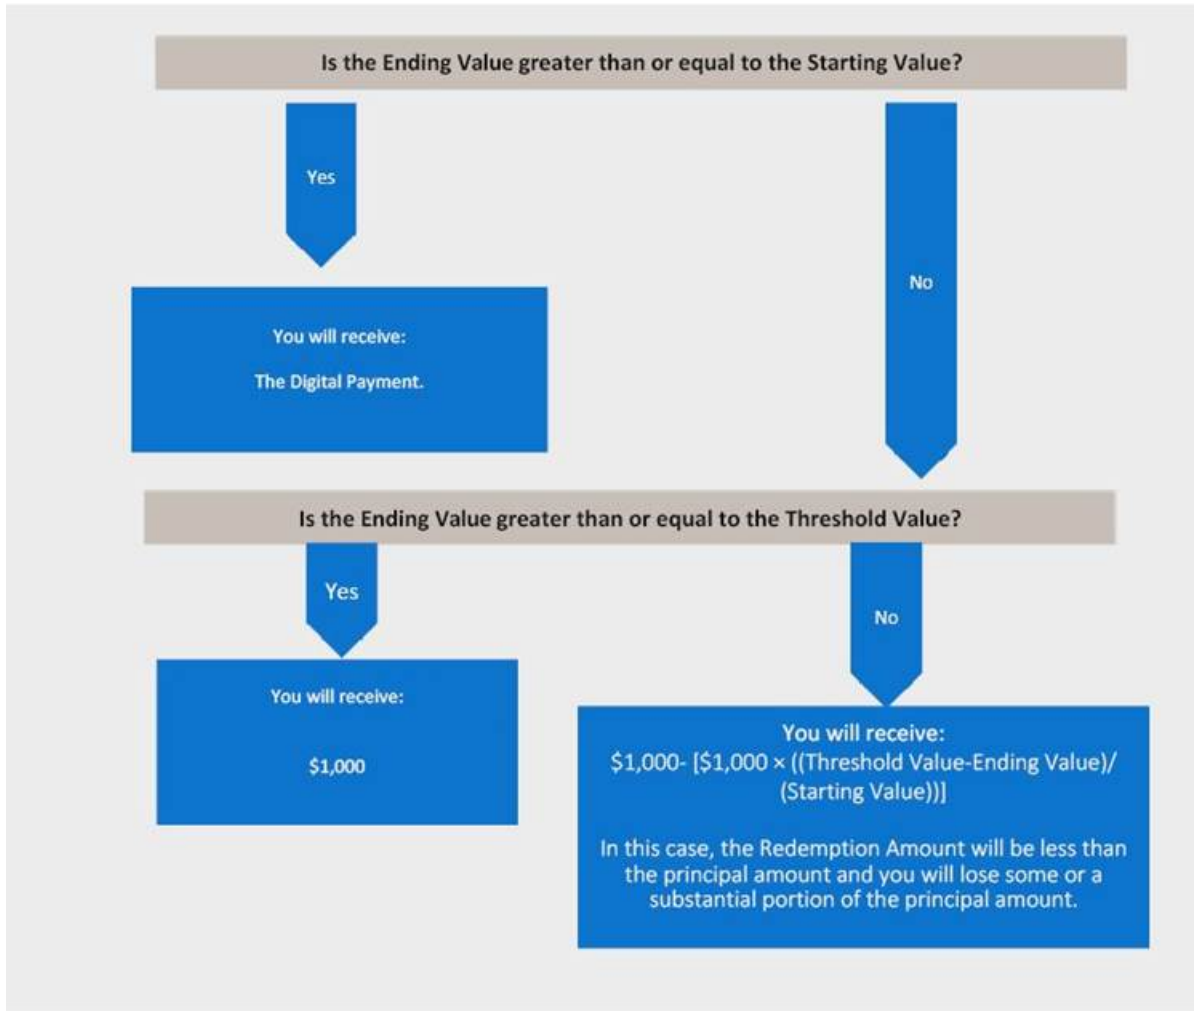 Is the Ending Value greater than or equal to the Starting Value?
Yes
No
You will receive:
The Digital Payment.
Is the Ending Value greater than or equal to the Threshold Value?
Yes
No
You will receive:
$1,000
You will receive:
$1,000- [$1,000 × ((Threshold Value-Ending Value)/
(Starting Value))]
In this case, the Redemption Amount will be less than
the principal amount and you will lose some or a
substantial portion of the principal amount.